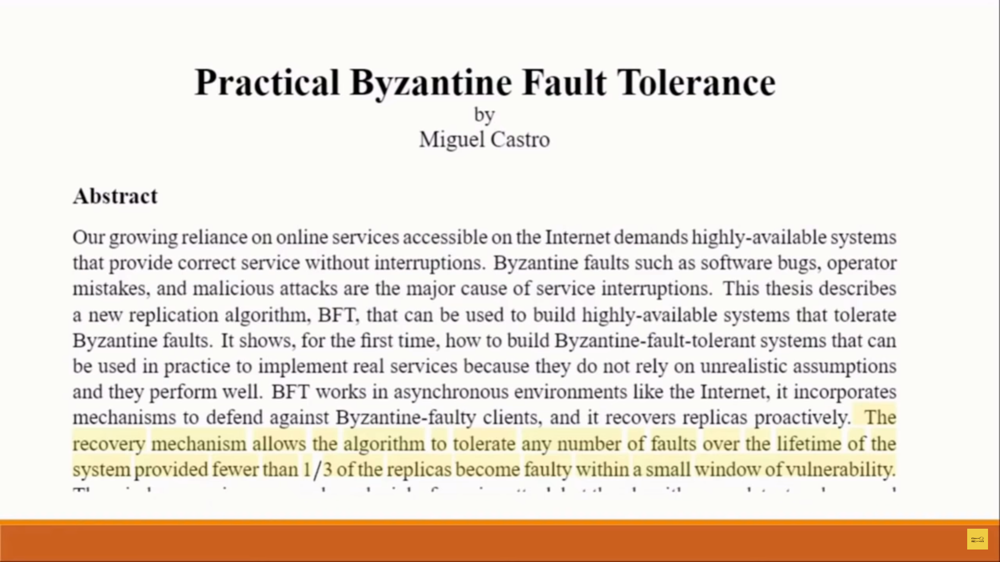 Practical Byzantine Fault Tolerance
by
Miguel Castro
Abstract
Our growing reliance on online services accessible on the Internet demands highly-available systems
that provide correct service without interruptions. Byzantine faults such as software bugs, operator
mistakes, and malicious attacks are the major cause of service interruptions. This thesis describes
a new replication algorithm, BFT, that can be used to build highly-available systems that tolerate
Byzantine faults. It shows, for the first time, how to build Byzantine-fault-tolerant systems that can
be used in practice to implement real services because they do not rely on unrealistic assumptions
and they perform well. BFT works in asynchronous environments like the Internet, it incorporates
mechanisms to defend against Byzantine-faulty clients, and it recovers replicas proactively. The
recovery mechanism allows the algorithm to tolerate any number of faults over the lifetime of the
system provided fewer than 1/3 of the replicas become faulty within a small window of vulnerability.